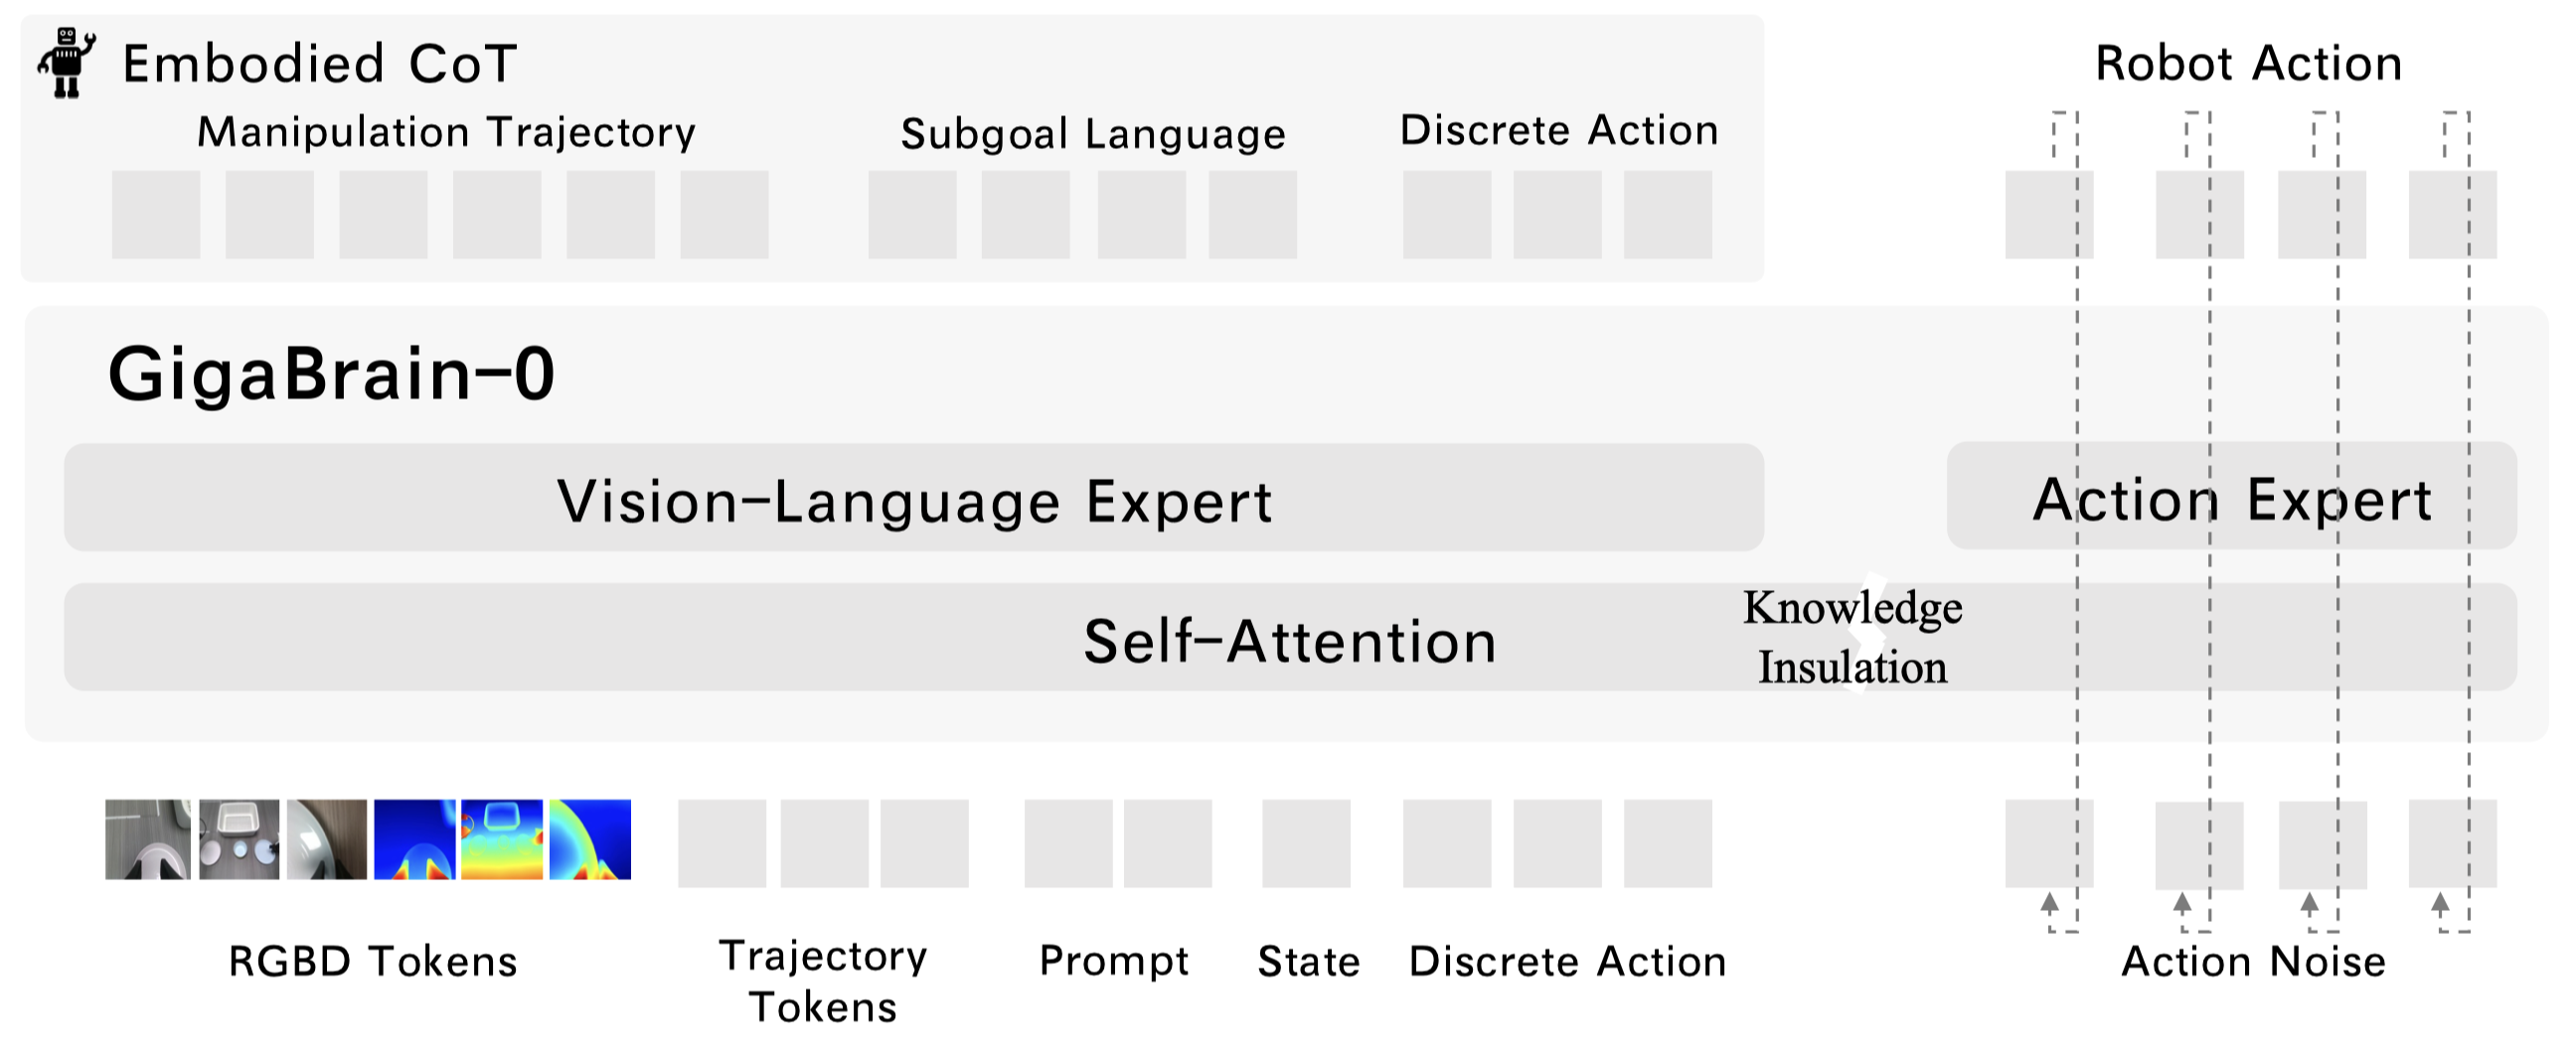 Embodied CoT
Robot Action
Manipulation Trajectory
Subgoal Language
Discrete Action
GigaBrain-0
Vision-Language Expert
Action Expert
Self-Attention
Knowledge
Insulation
RGBD Tokens
Trajectory
Tokens
Prompt
State
Discrete Action
Action Noise